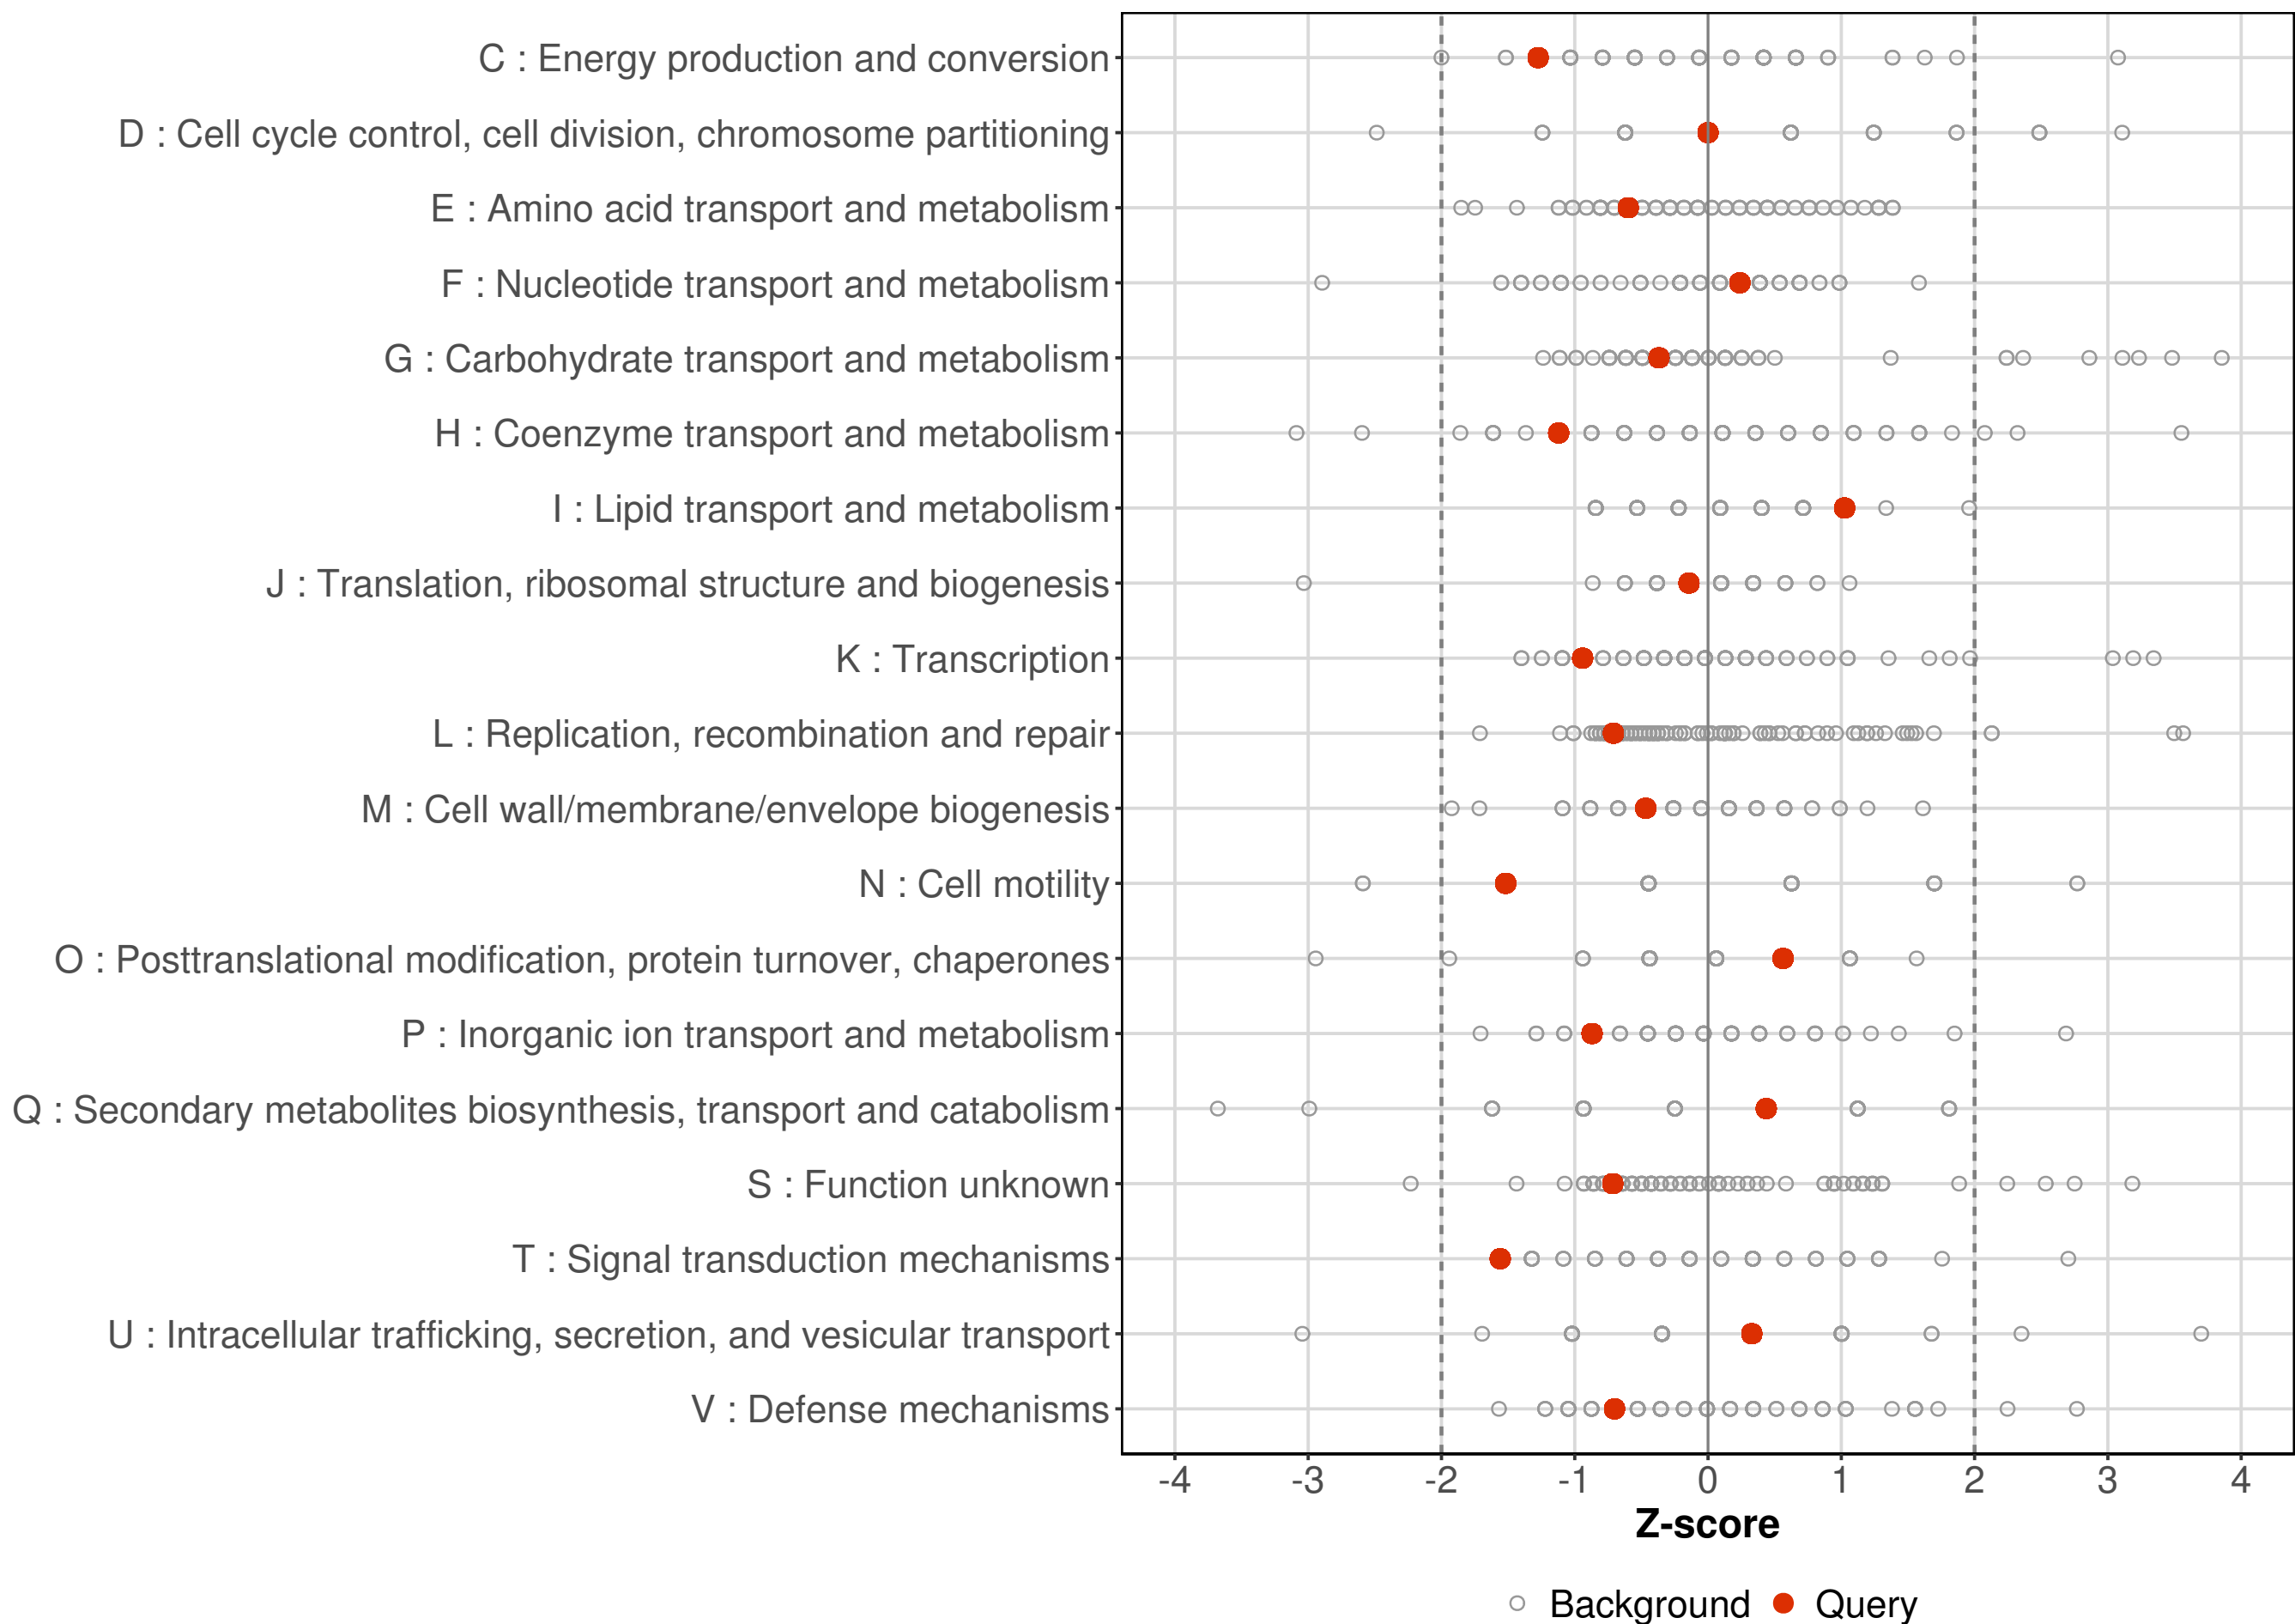 C : Energy production and conversion
D : Cell cycle control, cell division, chromosome partitioning
E : Amino acid transport and metabolism
F : Nucleotide transport and metabolism
G : Carbohydrate transport and metabolism
H : Coenzyme transport and metabolism
I : Lipid transport and metabolism
J : Translation, ribosomal structure and biogenesis
K : Transcription
L : Replication, recombination and repair
M : Cell wall/membrane/envelope biogenesis
N : Cell motility
O : Posttranslational modification, protein turnover, chaperones
P : Inorganic ion transport and metabolism
Q : Secondary metabolites biosynthesis, transport and catabolism
S : Function unknown
T : Signal transduction mechanisms
U : Intracellular trafficking, secretion, and vesicular transport
V : Defense mechanisms
-4 -3 -2 -1 0 1 2 3 4
Z-score
Background Query